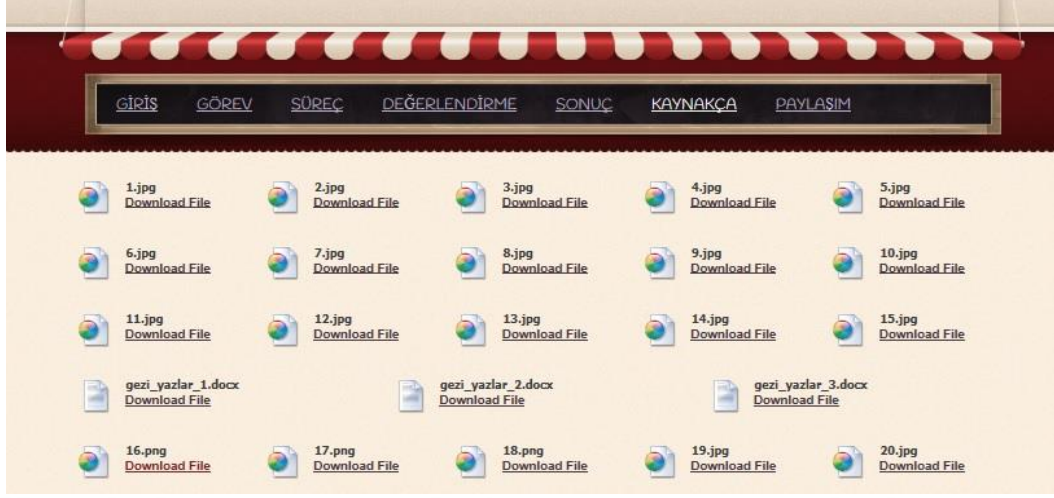 GİRİŞ GÖREV SÜREÇ DEĞERLENDİRME SONUÇ KAYNAKÇA PAYLAŞIM
1.jpg 2.jpg 3.jpg 4.jpg 5.jpg
Download File Download File Download File Download File Download File
6.jpg 7.jpg 8.jpg 9.jpg 10.jpg
Download File Download File Download File Download File Download File
11.jpg 12.jpg 13.jpg 14.jpg 15.jpg
Download File Download File Download File Download File Download File
gezi_yazlar_1.docx gezi_yazlar_2.docx gezi_yazlar_3.docx
Download File Download File Download File
16.png 17.png 18.png 19.jpg 20.jpg
Download File Download File Download File Download File Download File